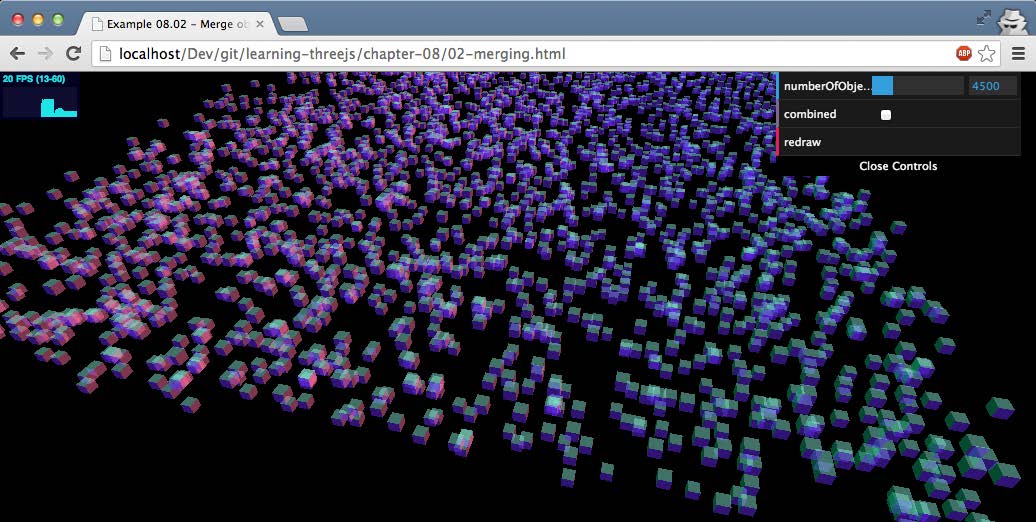 Example 08.02 - Merge ob
localhost/Dev/git/learning-threejs/chapter-08/02-merging.html
ABP
20 FPS (13-60)
numberOfObje... 4500
combined
redraw
Close Controls